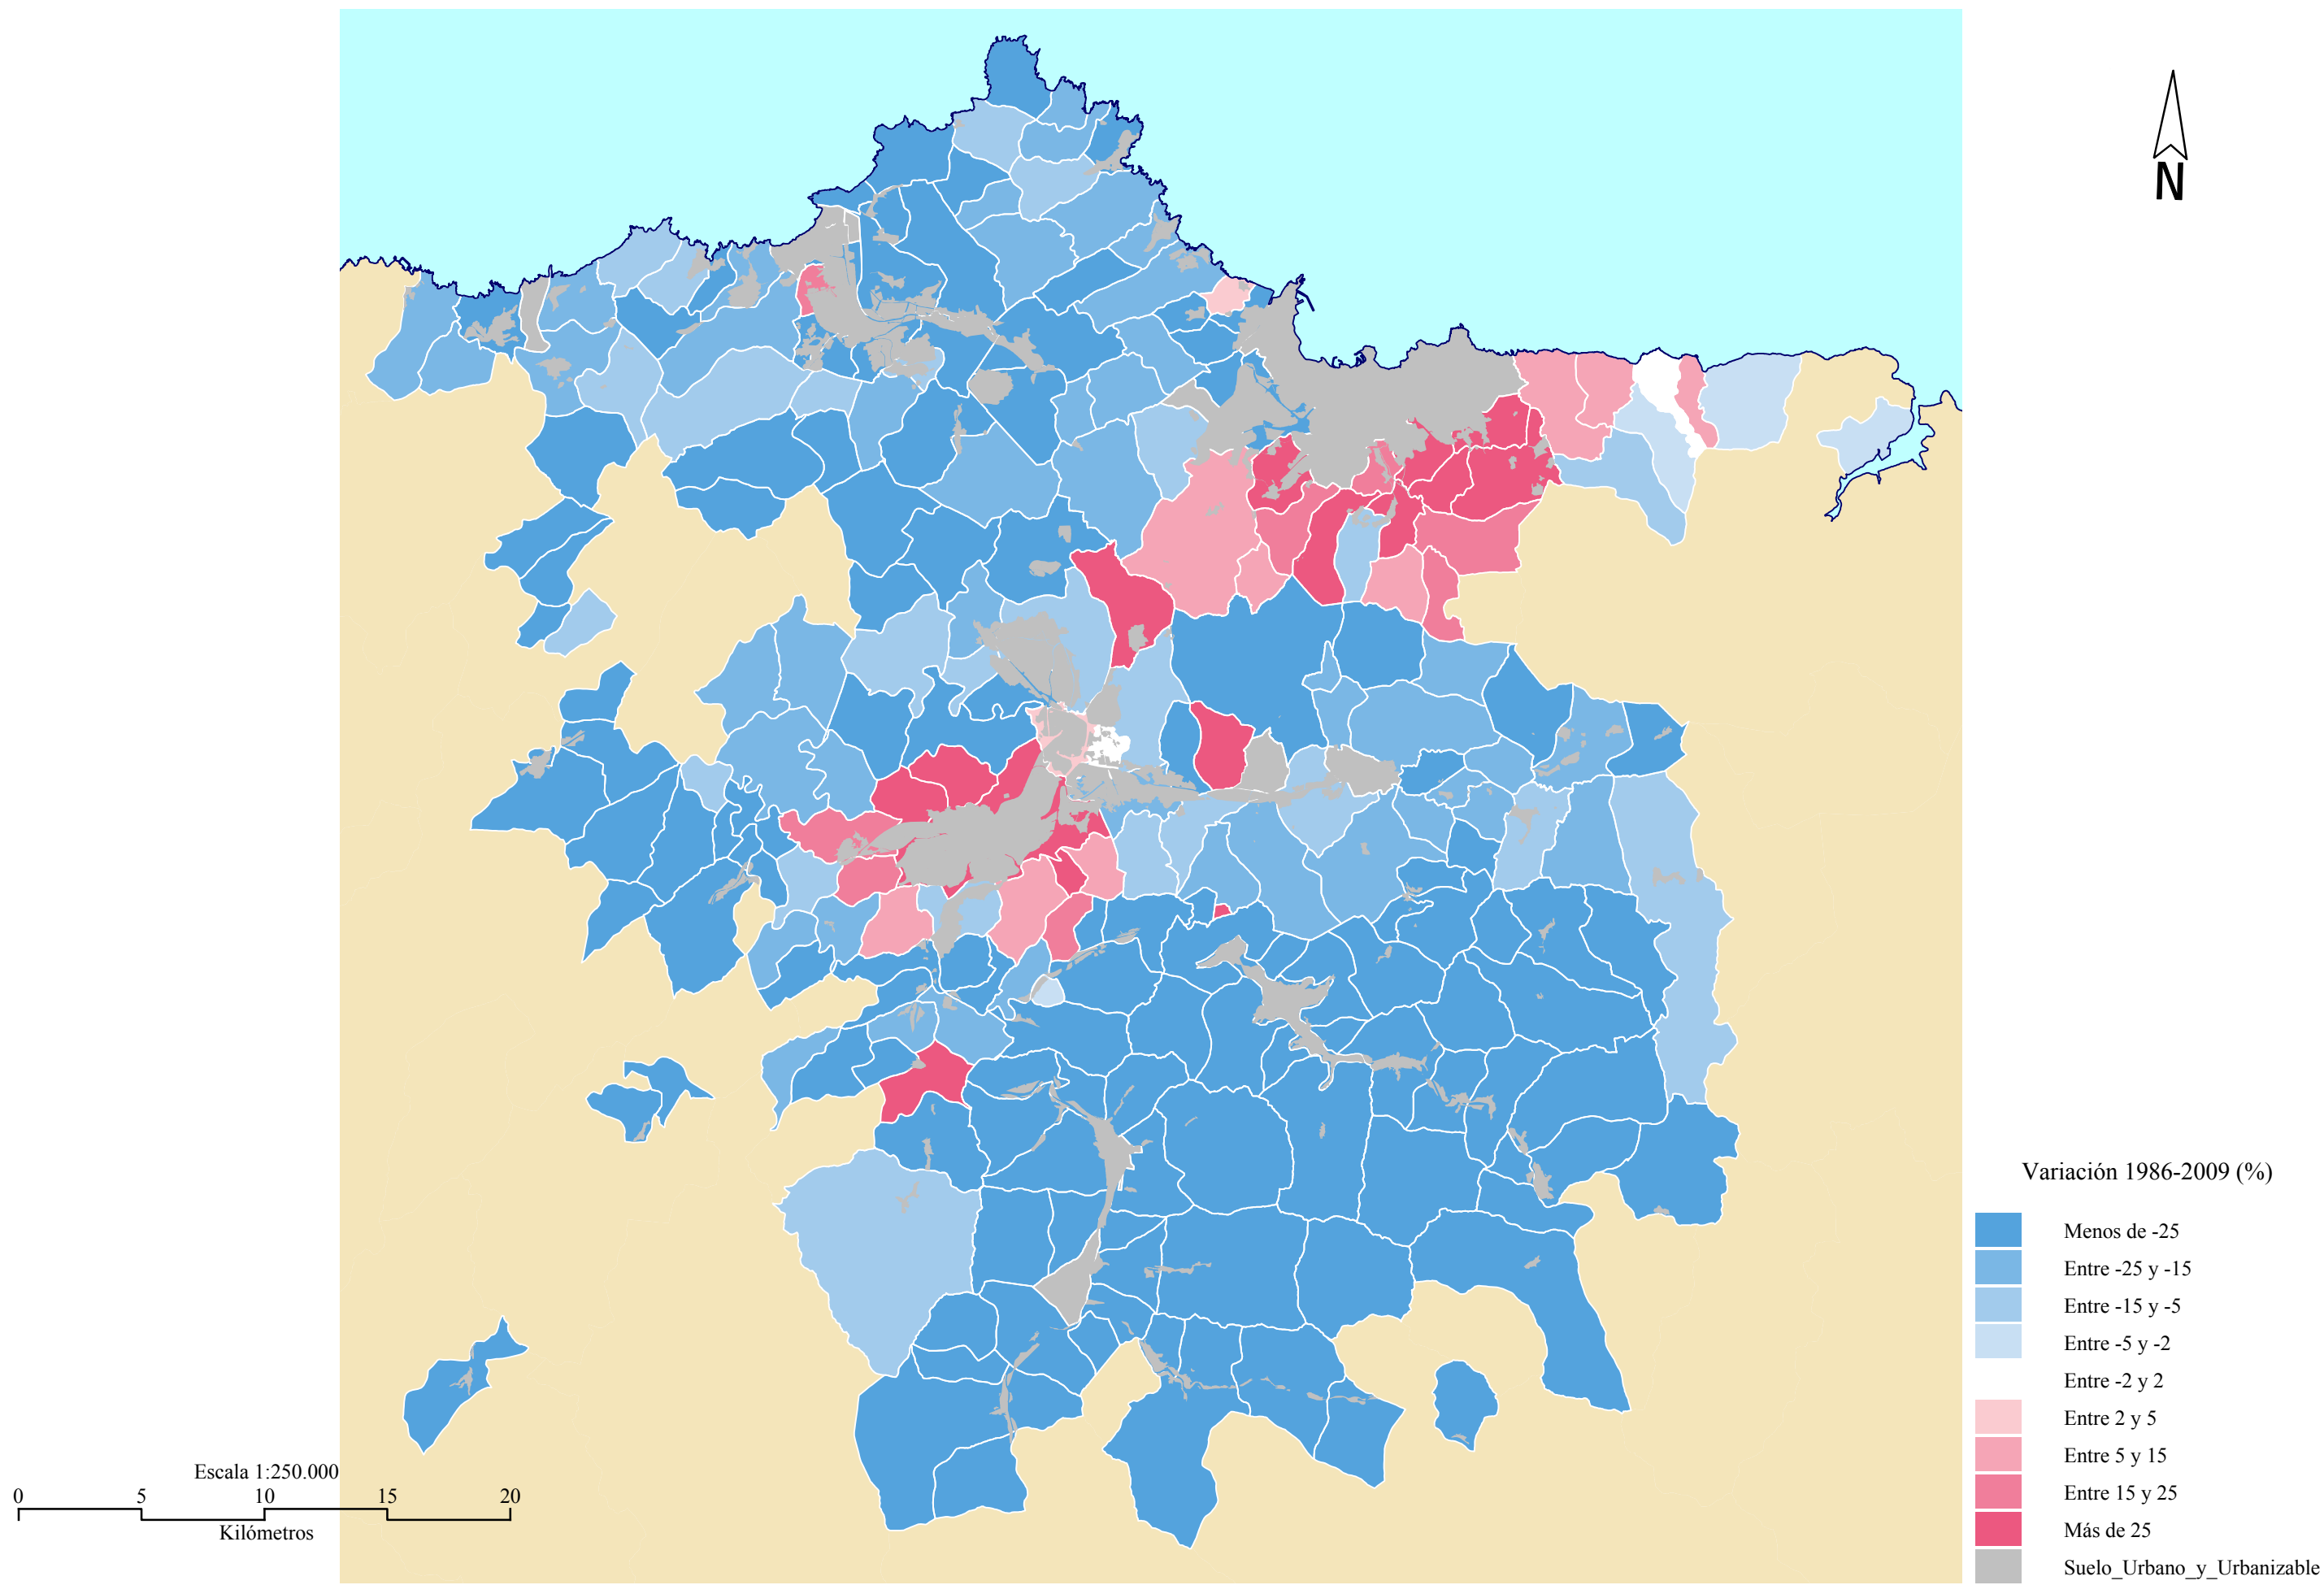 N
Variación 1986-2009 (%)
Menos de -25
Entre -25 y -15
Entre -15 y -5
Entre -5 y -2
Entre -2 y 2
Entre 2 y 5
Entre 5 y 15
Entre 15 y 25
Más de 25
Suelo_Urbano_y_Urbanizable
Escala 1:250.000
0 5 10 15 20
Kilómetros